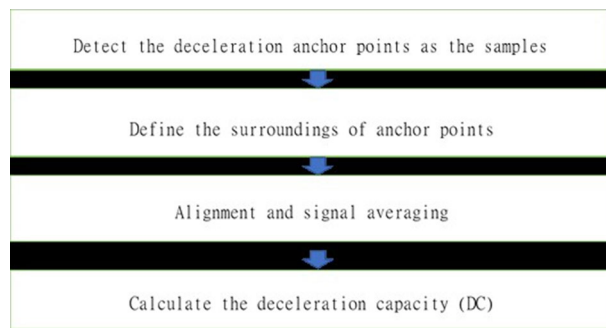 Detect the deceleration anchor points as the samples
Define the surroundings of anchor points
Alignment and signal averaging
Calculate the deceleration capacity (DC)